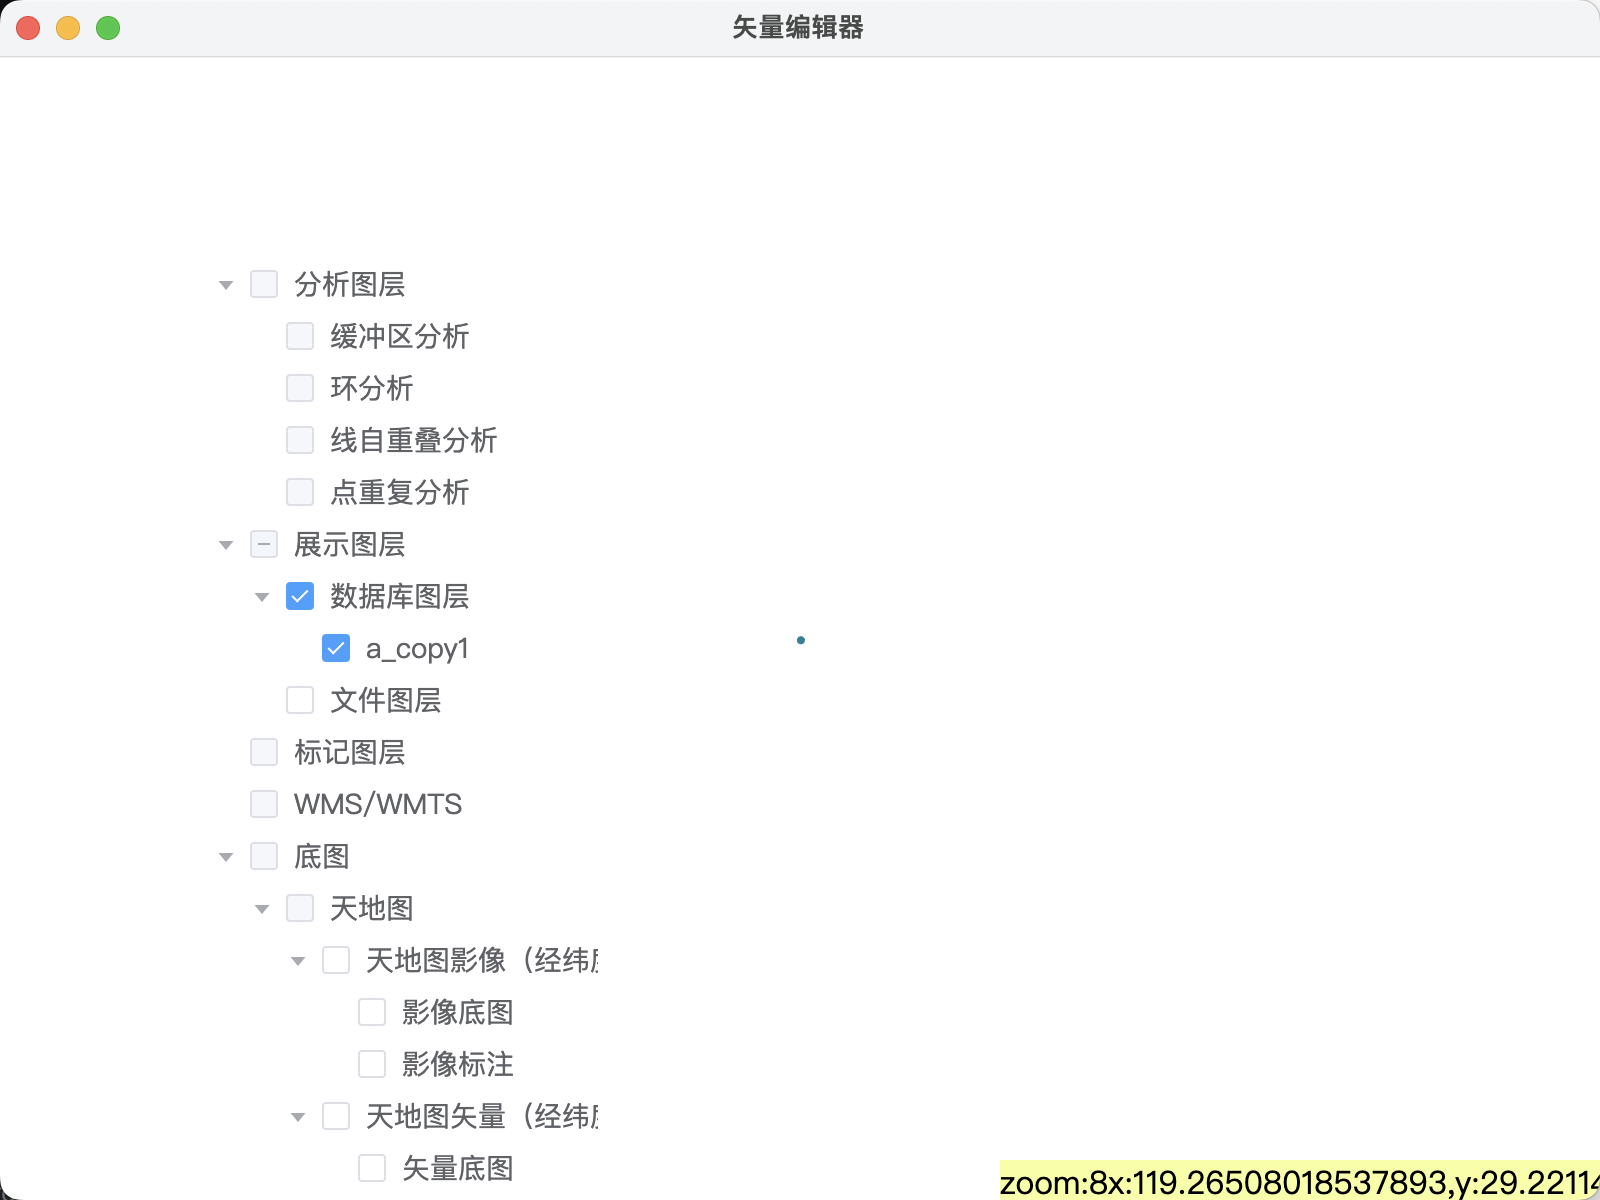 矢量编辑器
分析图层
缓冲区分析
环分析
线自重叠分析
点重复分析
展示图层
数据库图层
a_copy1
文件图层
标记图层
WMS/WMTS
底图
天地图
天地图影像（经纬
影像底图
影像标注
天地图矢量（经纬
矢量底图
zoom:8x:119.26508018537893,y:29.22114